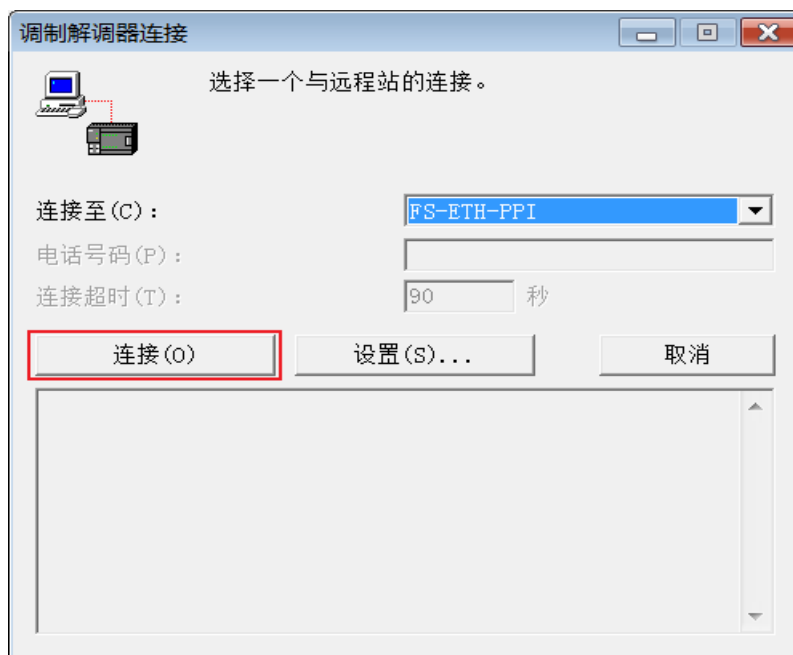 调制解调器连接
选择一个与远程站的连接。
连接至(C):
FS-ETH-PPI
电话号码(P):
连接超时(T):
90
秒
连接(O)
设置(S)...
取消